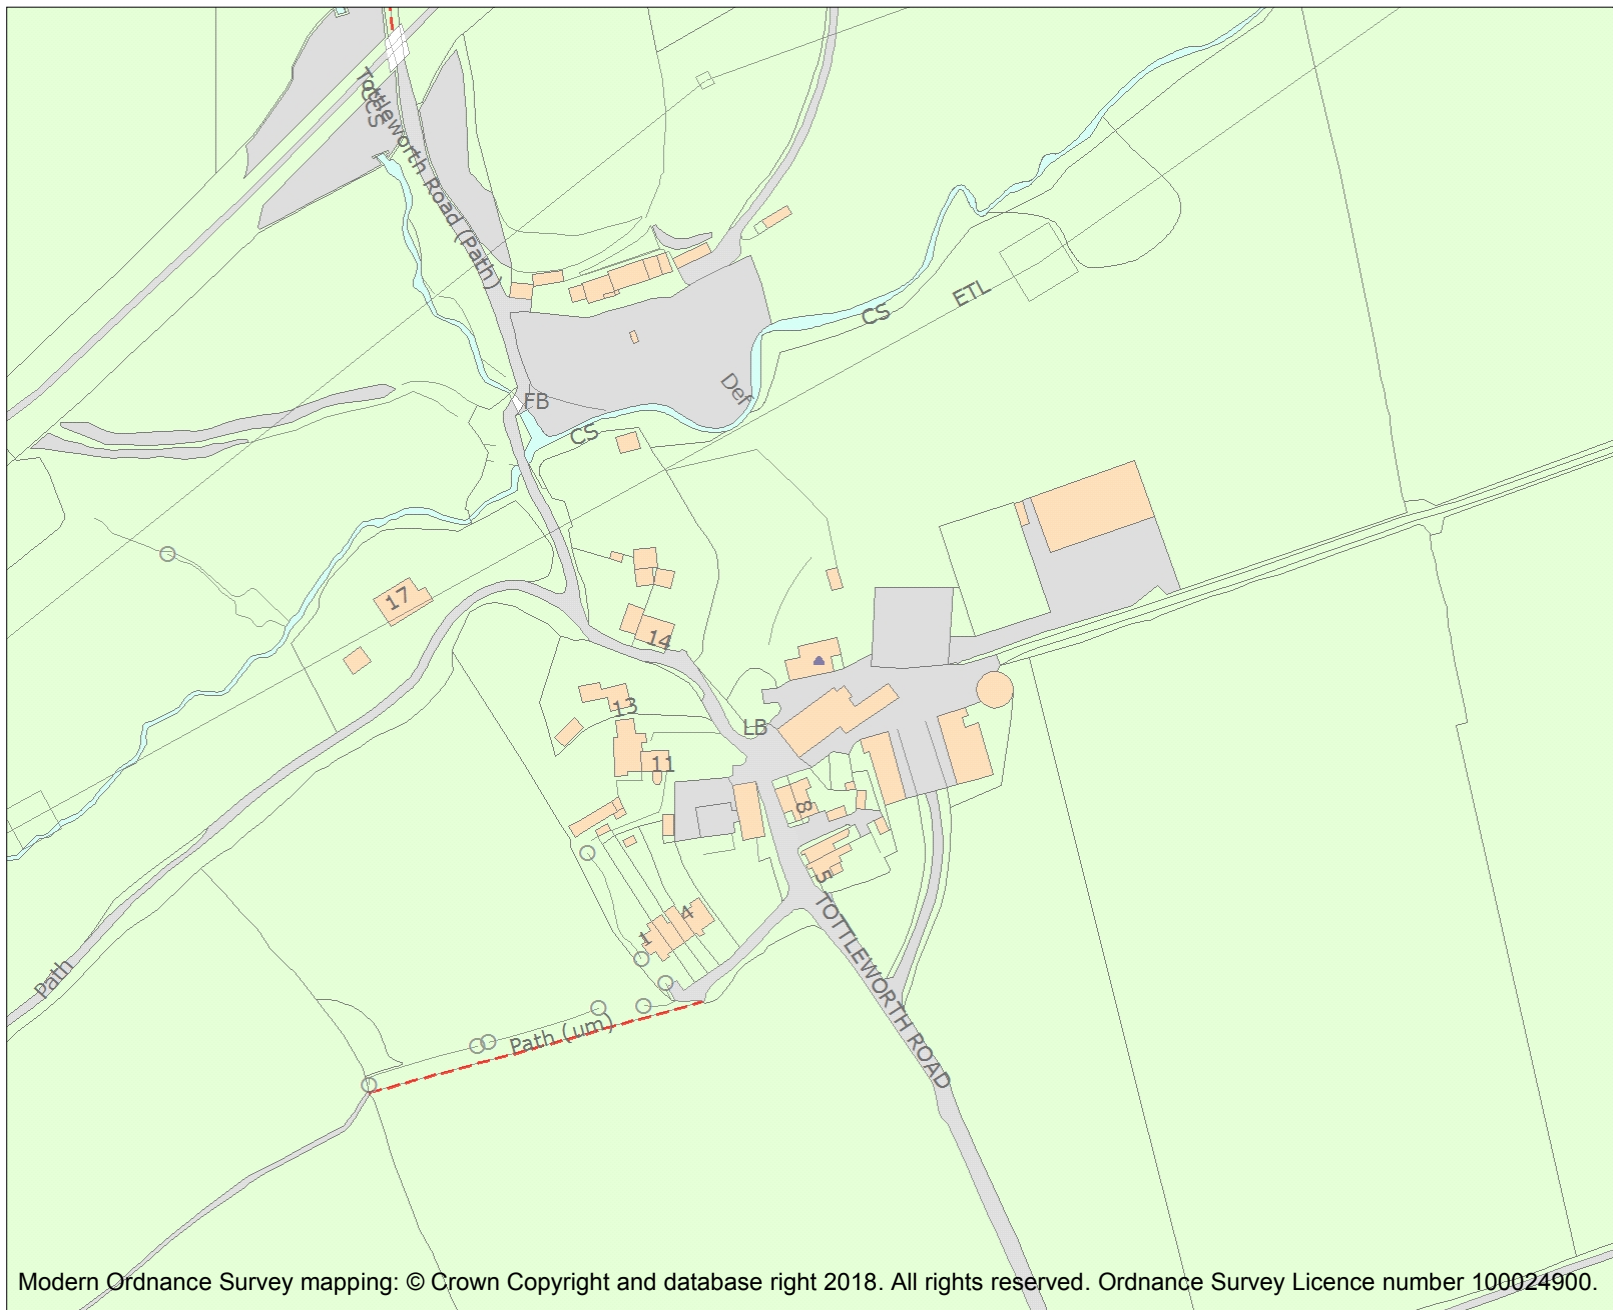 CCS
Tottleworth Road (Path)
CS
ETL
Def
FB
CS
17
14
13
LB
11
8
5
4
1
TOTTLEWORTH ROAD
Path
Path (um)
Modern Ordnance Survey mapping: © Crown Copyright and database right 2018. All rights reserved. Ordnance Survey Licence number 100024900.